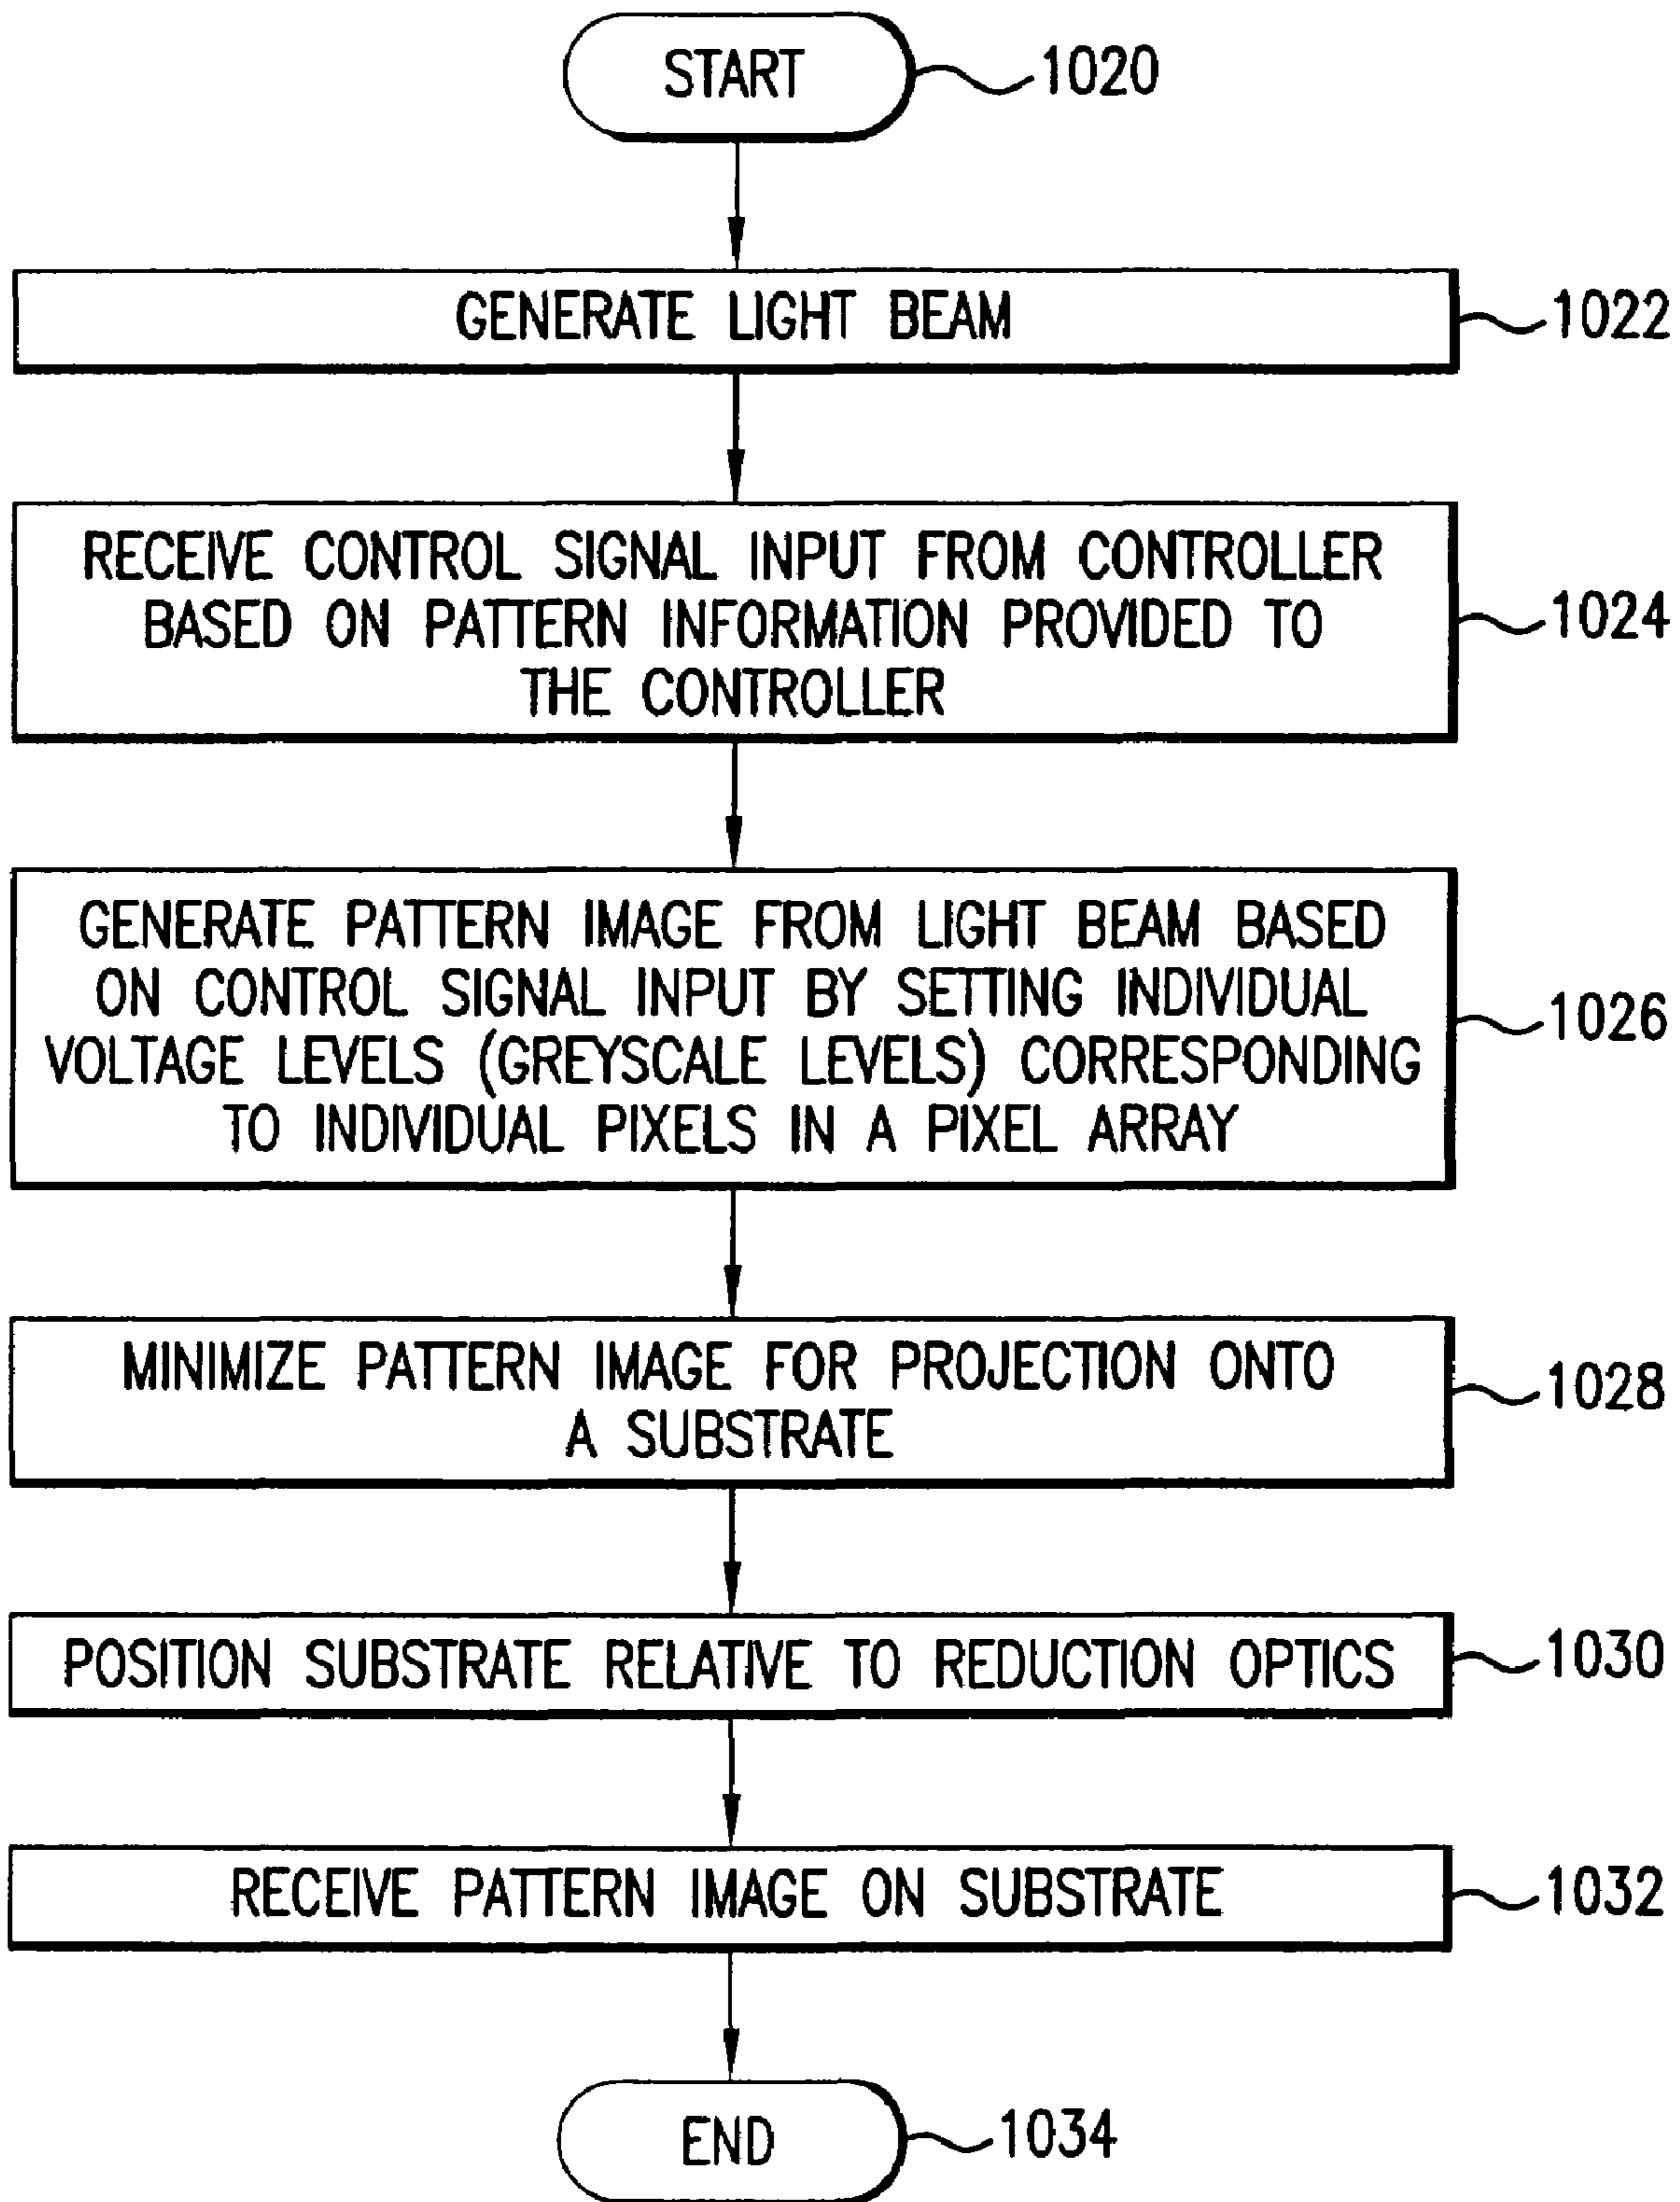 START
1020
GENERATE LIGHT BEAM
1022
RECEIVE CONTROL SIGNAL INPUT FROM CONTROLLER
BASED ON PATTERN INFORMATION PROVIDED TO
THE CONTROLLER
1024
GENERATE PATTERN IMAGE FROM LIGHT BEAM BASED
ON CONTROL SIGNAL INPUT BY SETTING INDIVIDUAL
VOLTAGE LEVELS (GREYSCALE LEVELS) CORRESPONDING
TO INDIVIDUAL PIXELS IN A PIXEL ARRAY
1026
MINIMIZE PATTERN IMAGE FOR PROJECTION ONTO
A SUBSTRATE
1028
POSITION SUBSTRATE RELATIVE TO REDUCTION OPTICS
1030
RECEIVE PATTERN IMAGE ON SUBSTRATE
1032
END
1034